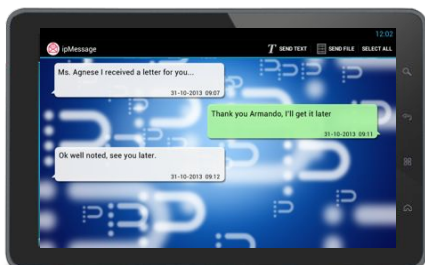 12:02
ipMessage T SEND TEXT SEND FILE SELECT ALL
Ms. Agnese I received a letter for you...
31-10-2013 09:07
Thank you Armando, I'll get it later
31-10-2013 09:11
Ok well noted, see you later.
31-10-2013 09:12